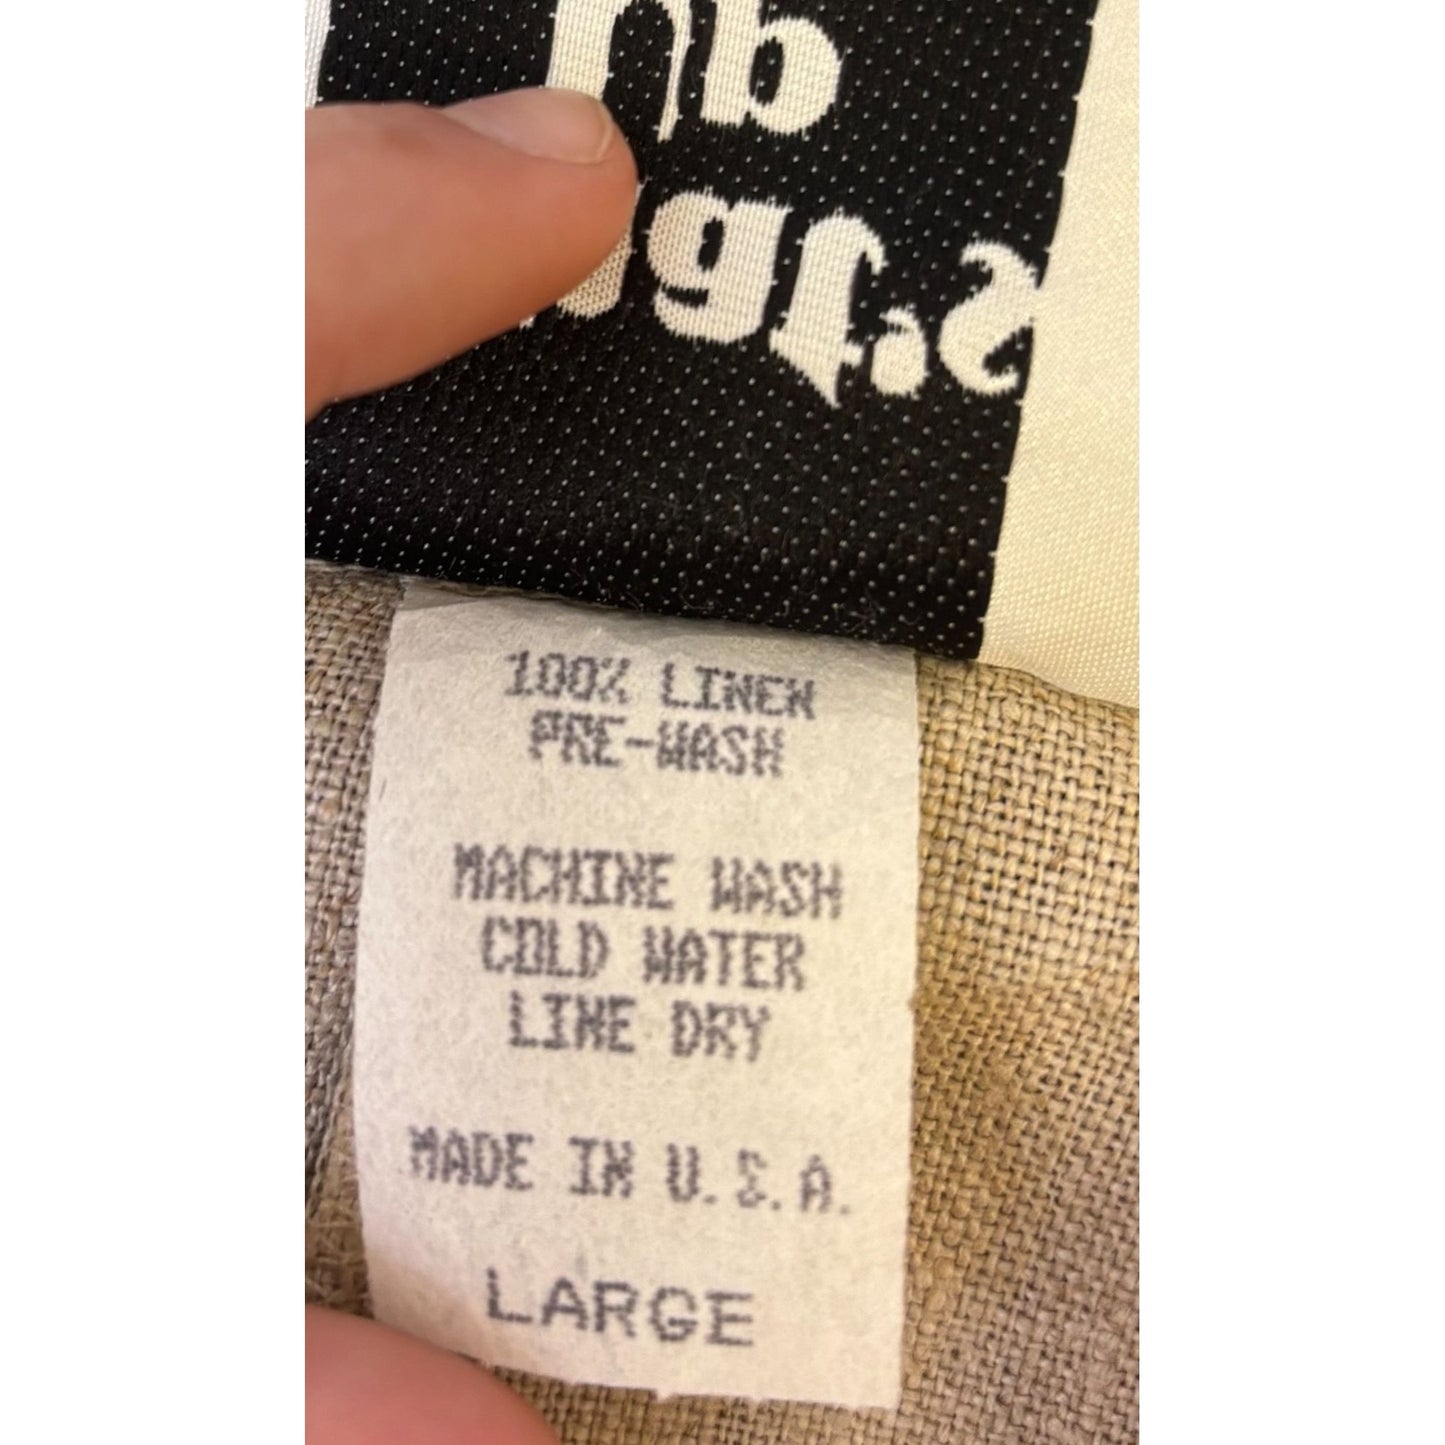 100% LINEN
PRE-WASH
MACHINE WASH
COLD WATER
LINE DRY
MADE IN U.S.A.
LARGE